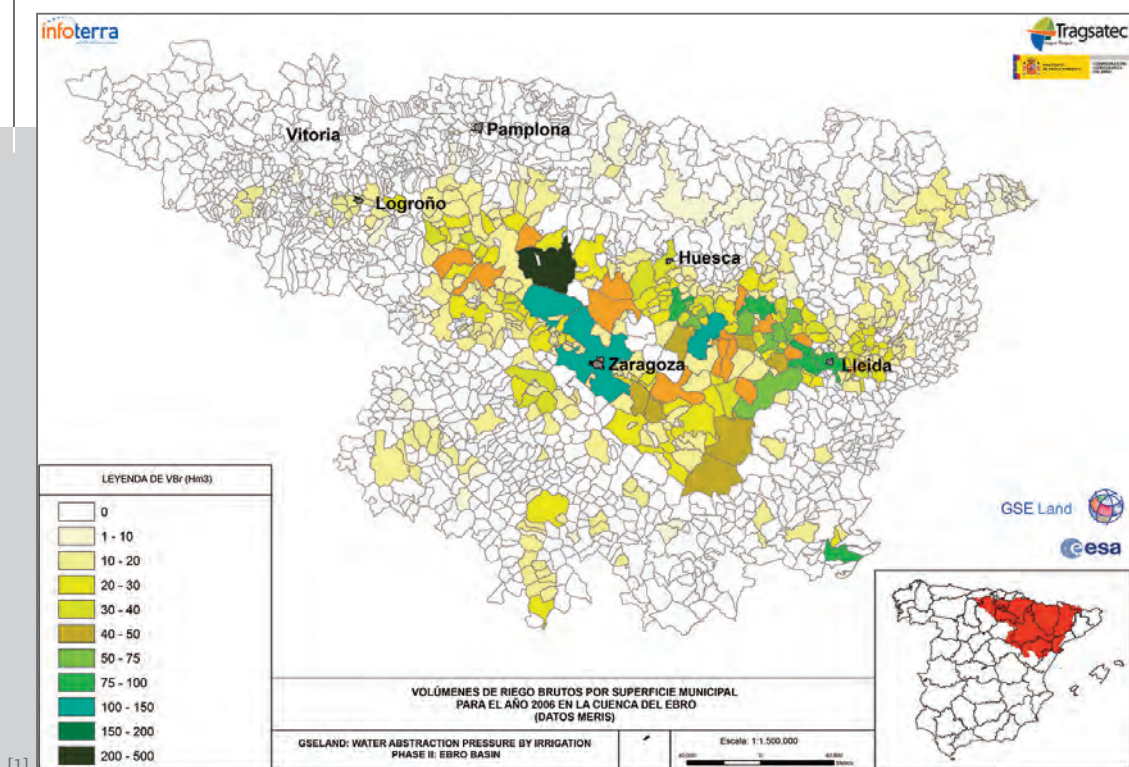 infoterra
Tragsatec
Vitoria
Pamplona
Logroño
Huesca
Zaragoza
Lleida
LEYENDA DE VBr (Hm3)
0
1 - 10
10 - 20
20 - 30
30 - 40
40 - 50
50 - 75
75 - 100
100 - 150
150 - 200
200 - 500
GSE Land
esa
VOLÚMENES DE RIEGO BRUTOS POR SUPERFICIE MUNICIPAL
PARA EL AÑO 2006 EN LA CUENCA DEL EBRO
(DATOS MERIS)
GSELAND: WATER ABSTRACTION PRESSURE BY IRRIGATION
PHASE II: EBRO BASIN
Escala: 1:1.500.000
[1]